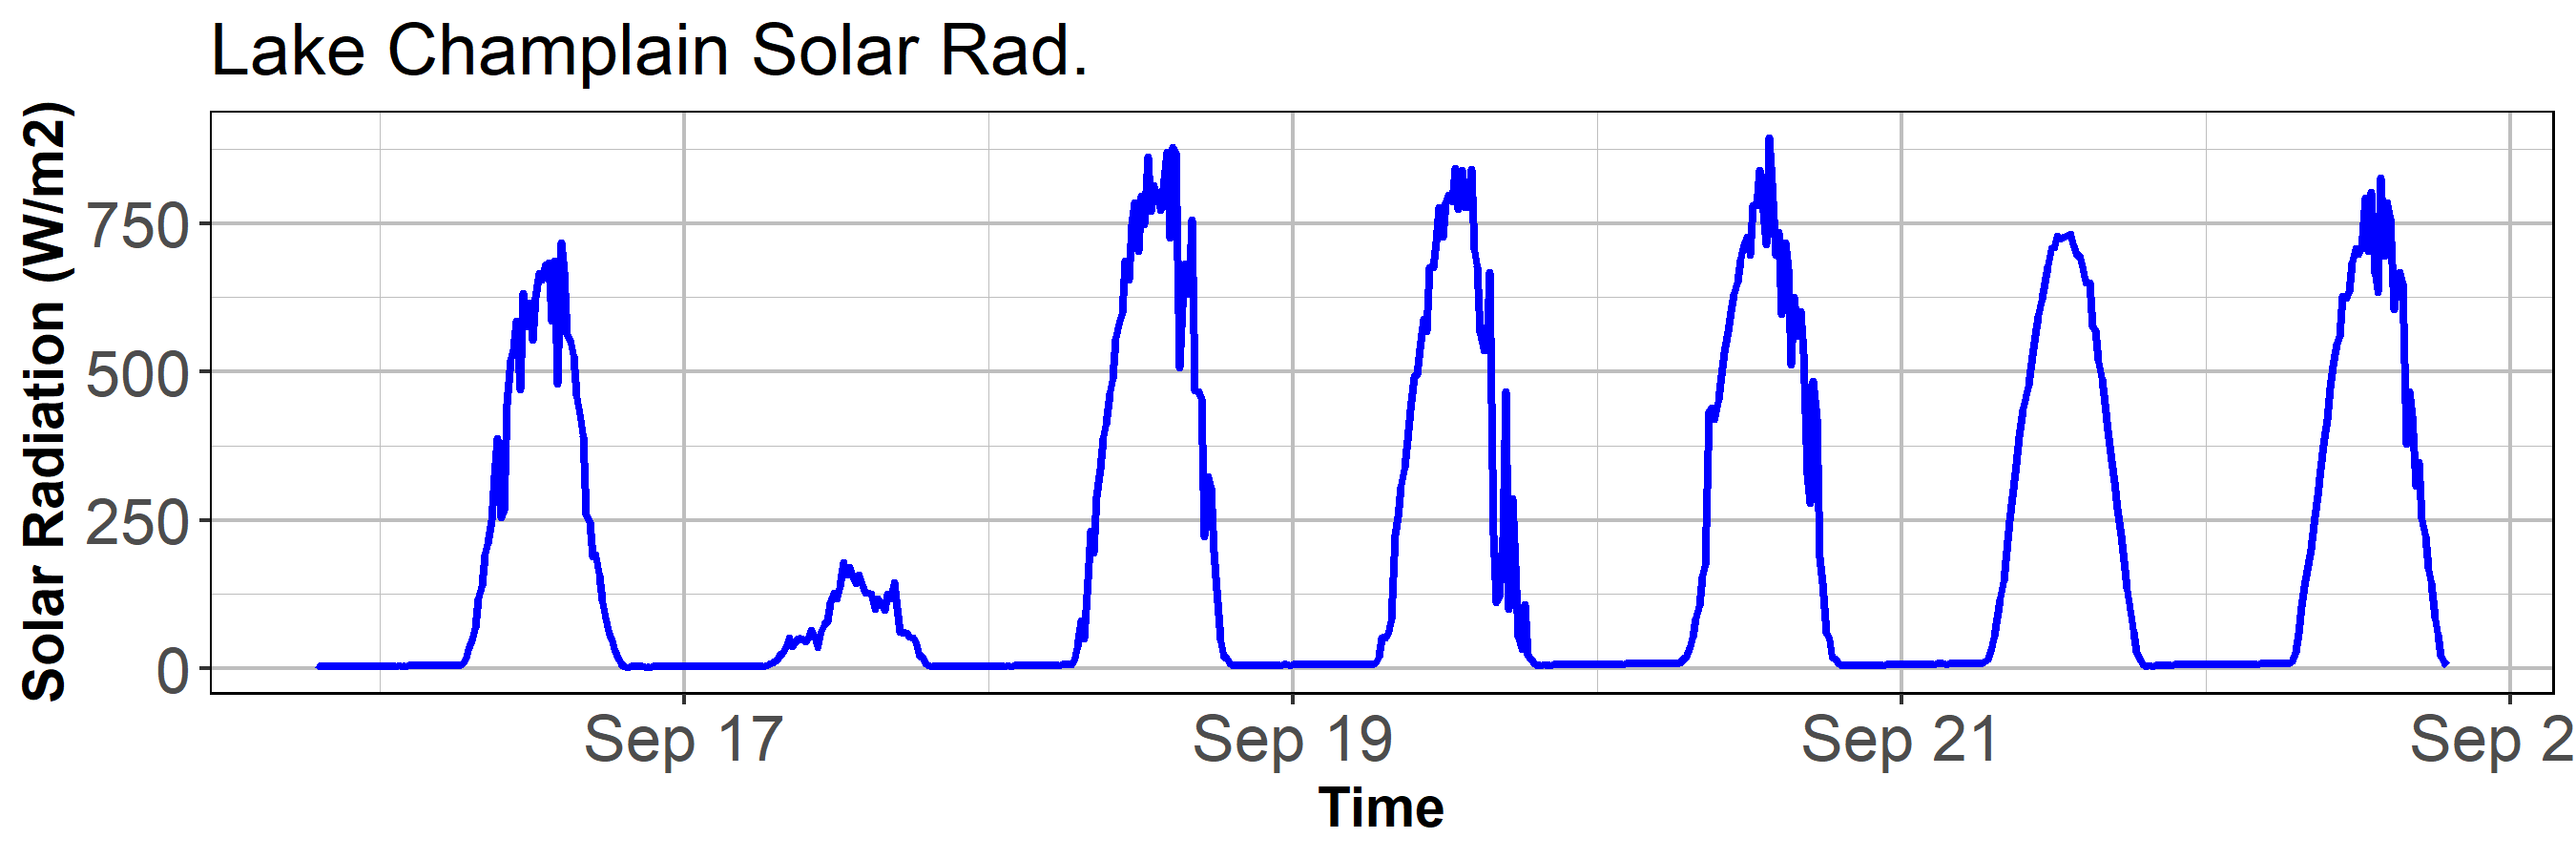 Lake Champlain Solar Rad.
Solar Radiation (W/m2)
750
500
250
0
Sep 17 Sep 19 Sep 21 Sep 2
Time